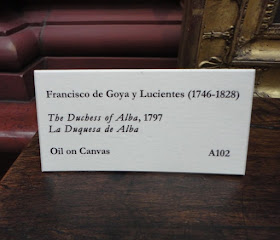 Francisco de Goya y Lucientes (1746-1828)
The Duchess of Alba, 1797
La Duquesa de Alba
Oil on Canvas A102